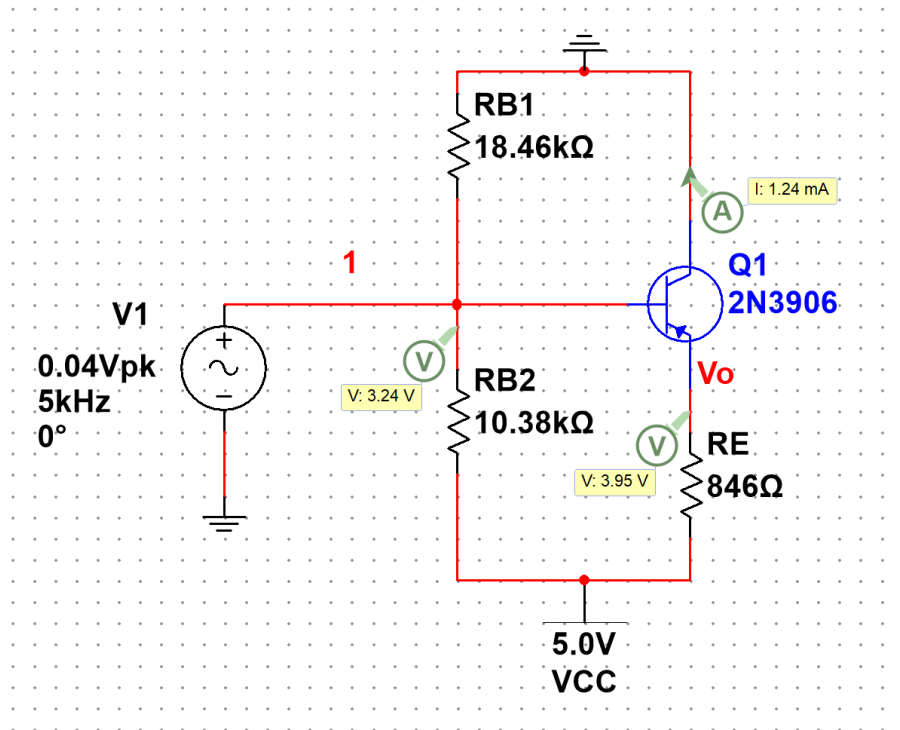 RB1
18.46kΩ
A
I: 1.24 mA
1
Q1
2N3906
V1
0.04Vpk
5kHz
0°
V
V: 3.24 V
RB2
10.38kΩ
Vo
V
V: 3.95 V
RE
846Ω
5.0V
VCC